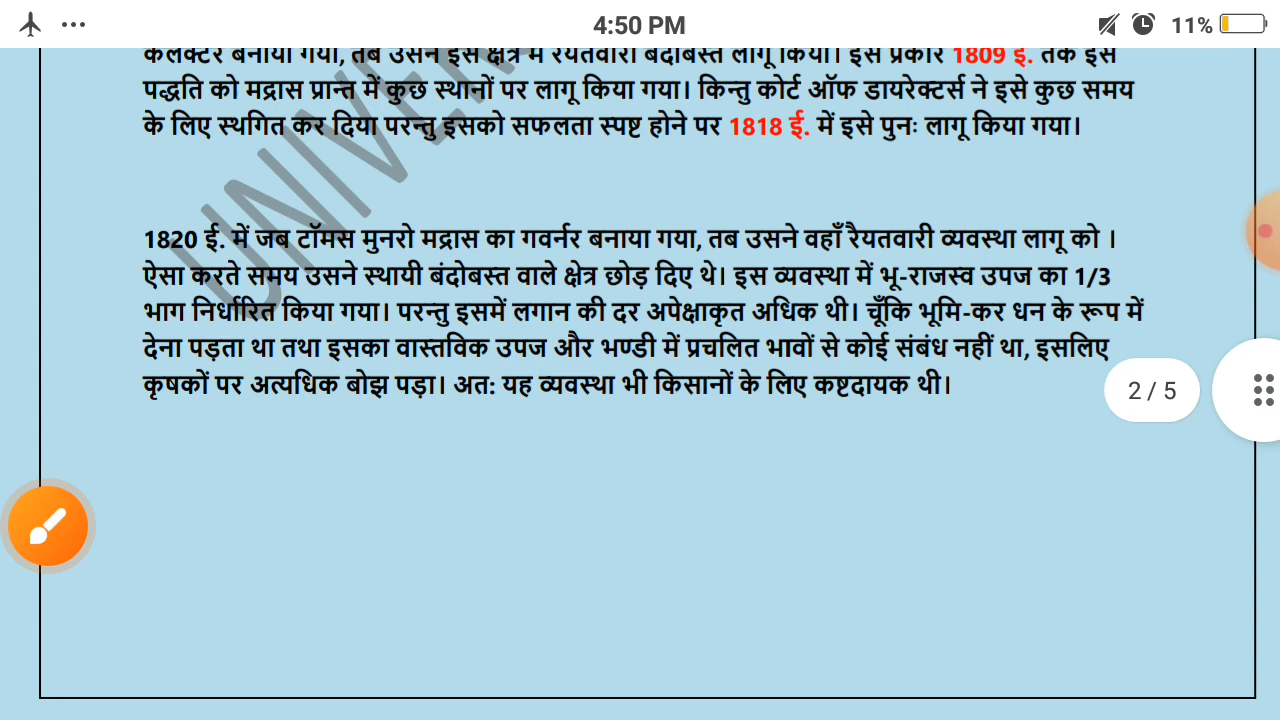 4:50 PM
11%
कलक्टर बनाया गया, तब उसने इस क्षेत्र में रैयतवारी बंदोबस्त लागू किया। इस प्रकार 1809 ई. तक इस
पद्धति को मद्रास प्रान्त में कुछ स्थानों पर लागू किया गया। किन्तु कोर्ट ऑफ डायरेक्टर्स ने इसे कुछ समय
के लिए स्थगित कर दिया परन्तु इसको सफलता स्पष्ट होने पर 1818 ई. में इसे पुनः लागू किया गया।
UNIVER
1820 ई. में जब टॉमस मुनरो मद्रास का गवर्नर बनाया गया, तब उसने वहाँ रैयतवारी व्यवस्था लागू को ।
ऐसा करते समय उसने स्थायी बंदोबस्त वाले क्षेत्र छोड़ दिए थे। इस व्यवस्था में भू-राजस्व उपज का 1/3
भाग निर्धारित किया गया। परन्तु इसमें लगान की दर अपेक्षाकृत अधिक थी। चूँकि भूमि-कर धन के रूप में
देना पड़ता था तथा इसका वास्तविक उपज और भण्डी में प्रचलित भावों से कोई संबंध नहीं था, इसलिए
कृषकों पर अत्यधिक बोझ पड़ा। अत: यह व्यवस्था भी किसानों के लिए कष्टदायक थी।
2 / 5